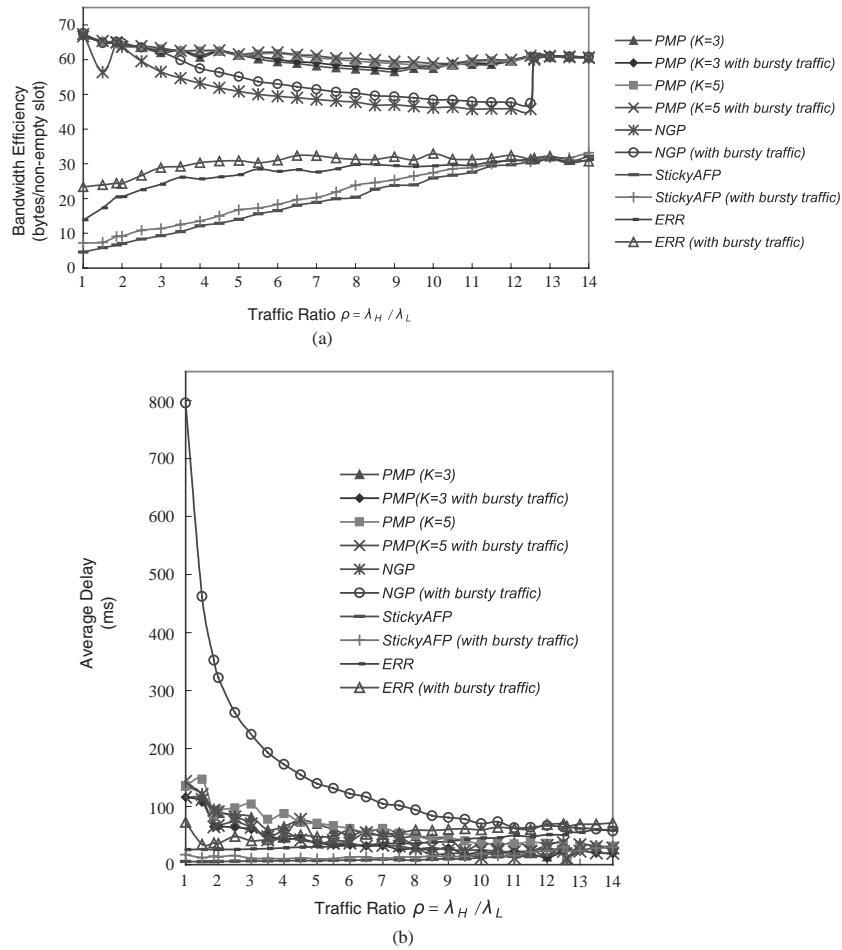 70
60
50
40
30
20
10
0
Bandwidth Efficiency
(bytes/non-empty slot)
1 2 3 4 5 6 7 8 9 10 11 12 13 14
Traffic Ratio ρ = λH / λL
PMP (K=3)
PMP (K=3 with bursty traffic)
PMP (K=5)
PMP (K=5 with bursty traffic)
NGP
NGP (with bursty traffic)
StickyAFP
StickyAFP (with bursty traffic)
ERR
ERR (with bursty traffic)
(a)
800
700
600
500
400
300
200
100
0
Average Delay
(ms)
PMP (K=3)
PMP(K=3 with bursty traffic)
PMP (K=5)
PMP(K=5 with bursty traffic)
NGP
NGP (with bursty traffic)
StickyAFP
StickyAFP (with bursty traffic)
ERR
ERR (with bursty traffic)
1 2 3 4 5 6 7 8 9 10 11 12 13 14
Traffic Ratio ρ = λH / λL
(b)